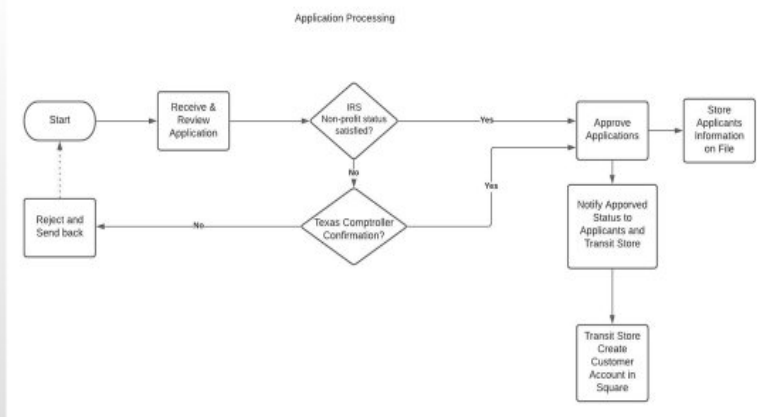 Application Processing
Start
Receive &
Review
Application
IRS
Non-profit status
satisfied?
Yes
Approve
Applications
Store
Applicants
Information
on File
No
Yes
Reject and
Send back
No
Texas Comptroller
Confirmation?
Notify Apporved
Status to
Applicants and
Transit Store
Transit Store
Create
Customer
Account in
Square